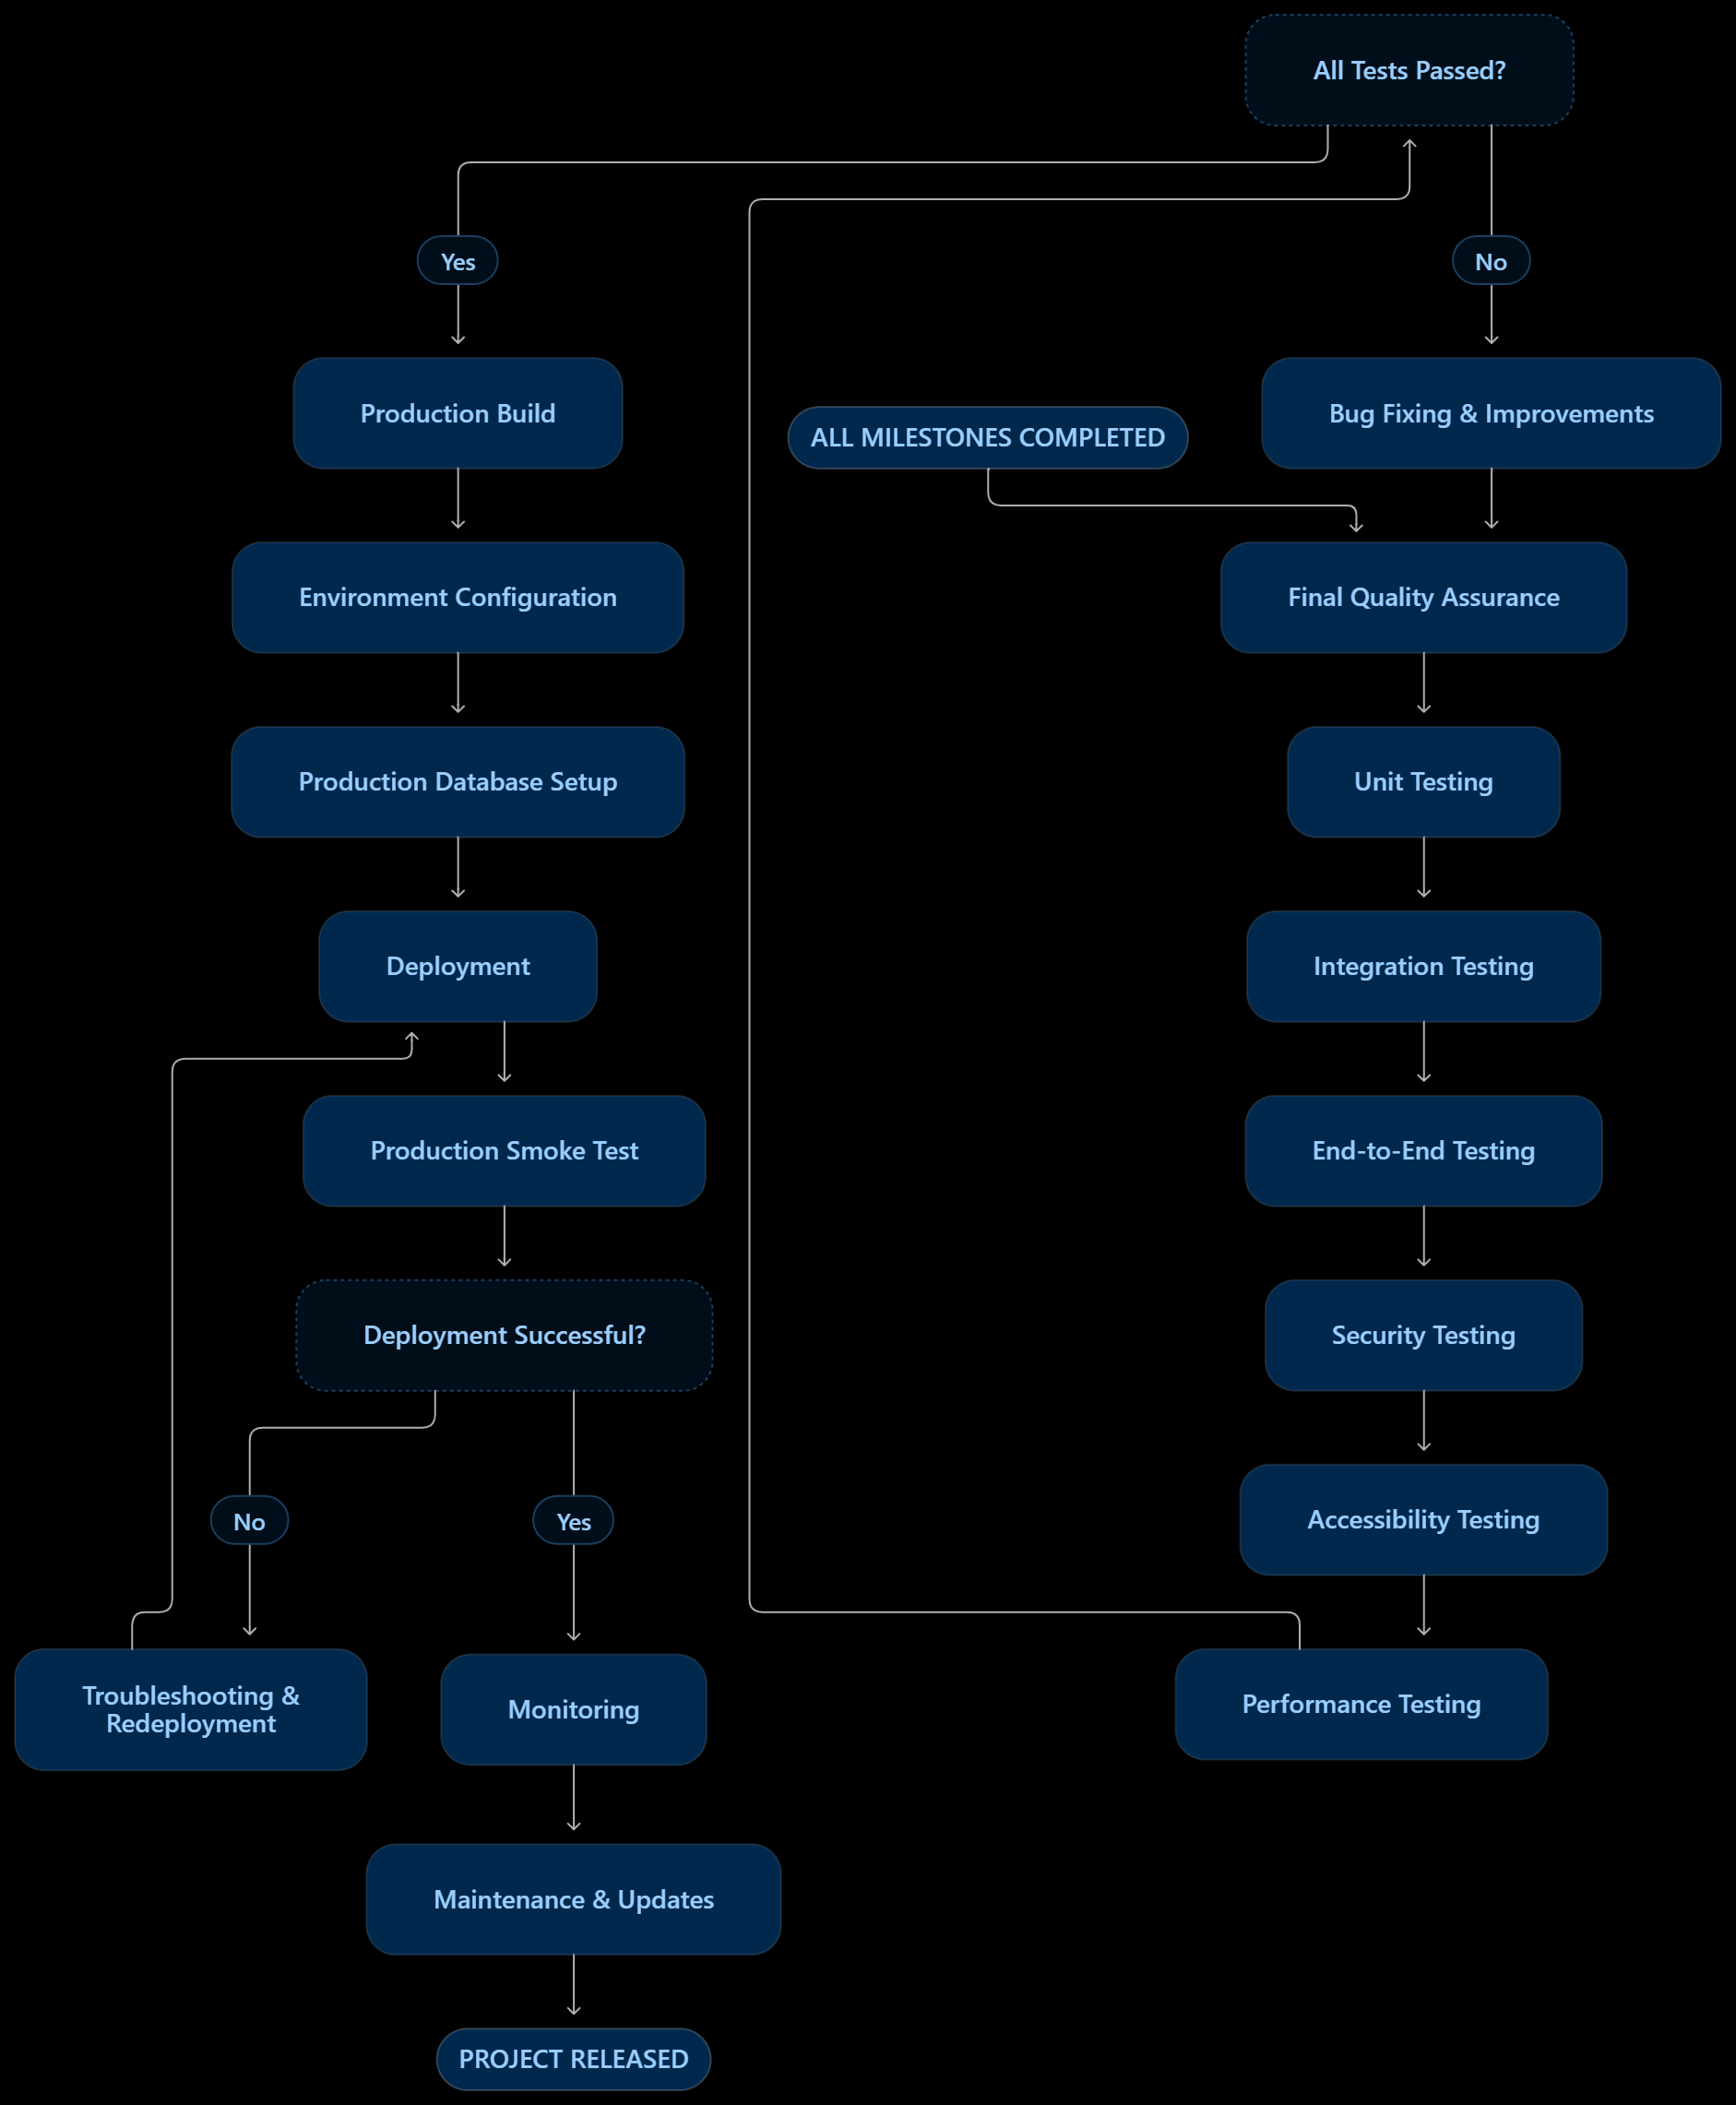 All Tests Passed?
Yes
No
Production Build
Bug Fixing & Improvements
ALL MILESTONES COMPLETED
Environment Configuration
Final Quality Assurance
Production Database Setup
Unit Testing
Deployment
Integration Testing
Production Smoke Test
End-to-End Testing
Deployment Successful?
Security Testing
No
Yes
Accessibility Testing
Troubleshooting &
Redeployment
Monitoring
Performance Testing
Maintenance & Updates
PROJECT RELEASED